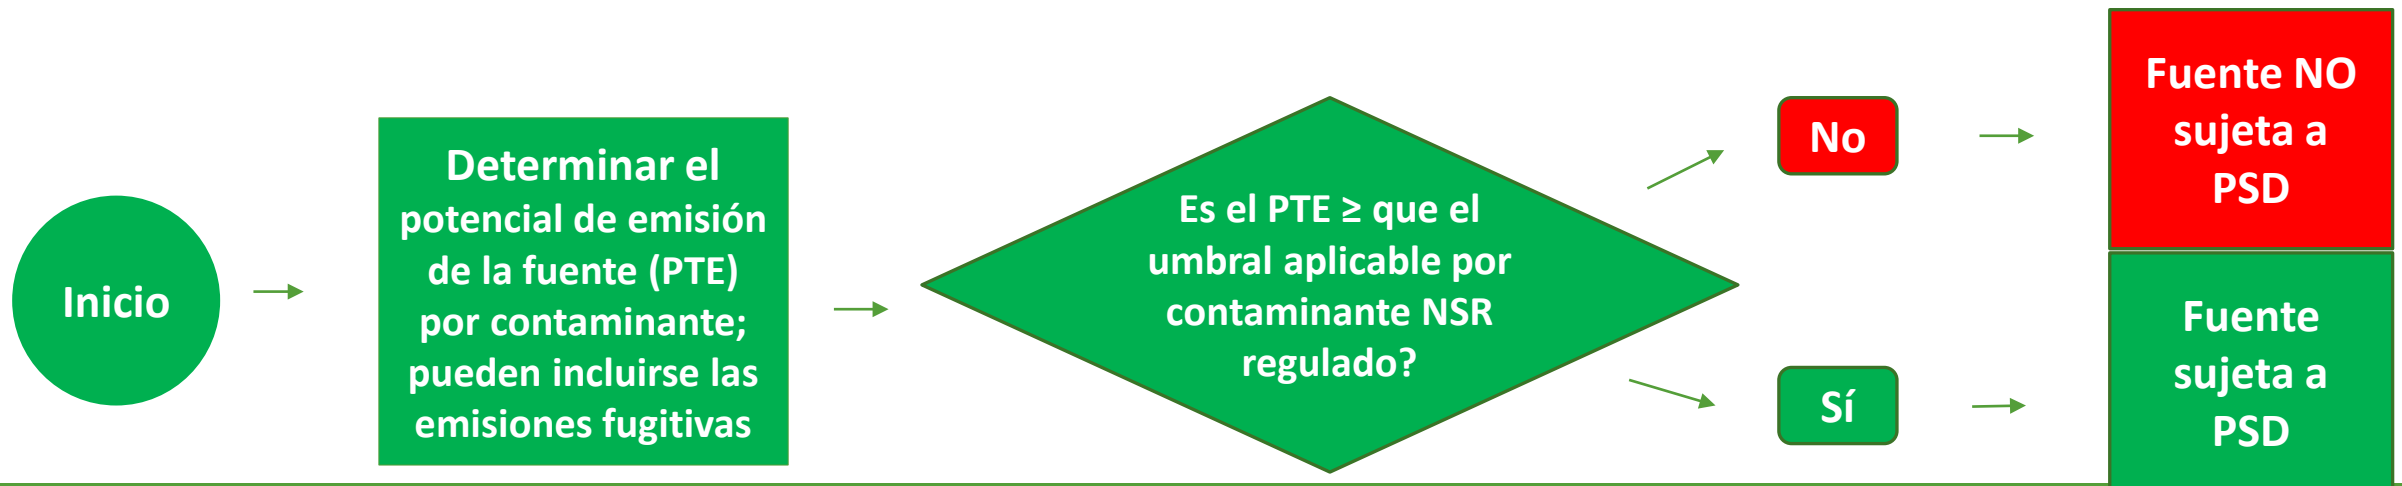 Inicio
Determinar el
potencial de emisión
de la fuente (PTE)
por contaminante;
pueden incluirse las
emisiones fugitivas
Es el PTE ≥ que el
umbral aplicable por
contaminante NSR
regulado?
No
Fuente NO
sujeta a
PSD
Sí
Fuente
sujeta a
PSD